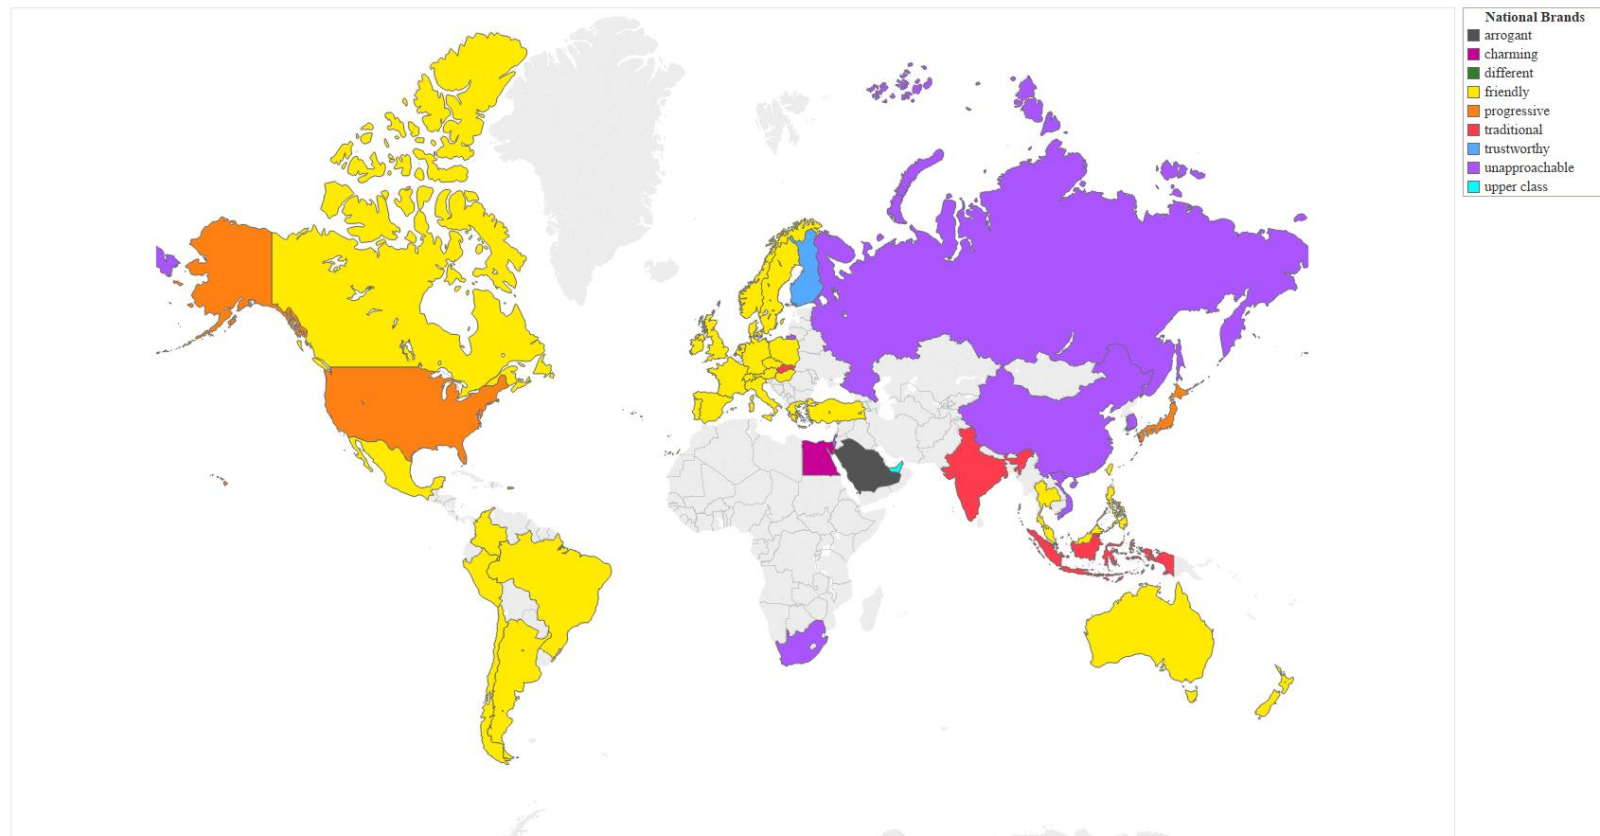 National Brands
arrogant
charming
different
friendly
progressive
traditional
trustworthy
unapproachable
upper class